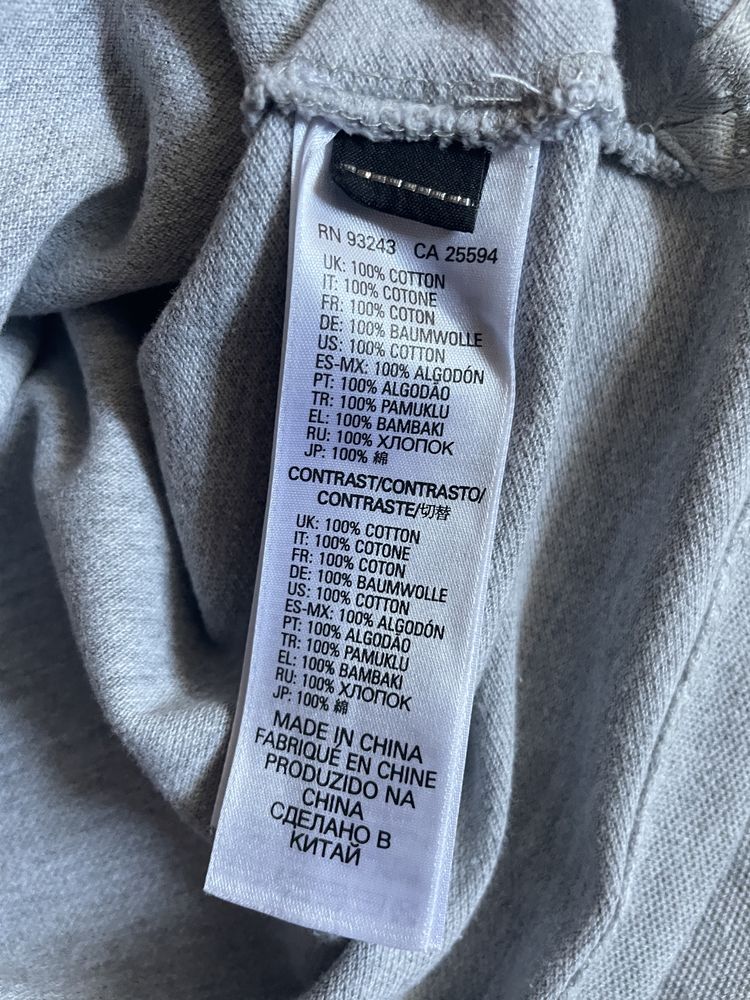 RN 93243 CA 25594
UK: 100% COTTON
IT: 100% COTONE
FR: 100% COTON
DE: 100% BAUMWOLLE
US: 100% COTTON
ES-MX: 100% ALGODÓN
PT: 100% ALGODÃO
TR: 100% PAMUKLU
EL: 100% BAMBAKI
RU: 100% ХЛОПОК
JP: 100% 綿
CONTRAST/CONTRASTO/
CONTRASTE/切替
UK: 100% COTTON
IT: 100% COTONE
FR: 100% COTON
DE: 100% BAUMWOLLE
US: 100% COTTON
ES-MX: 100% ALGODÓN
PT: 100% ALGODÃO
TR: 100% PAMUKLU
EL: 100% BAMBAKI
RU: 100% ХЛОПОК
JP: 100% 綿
MADE IN CHINA
FABRIQUÉ EN CHINE
PRODUZIDO NA
CHINA
СДЕЛАНО В
КИТАЙ